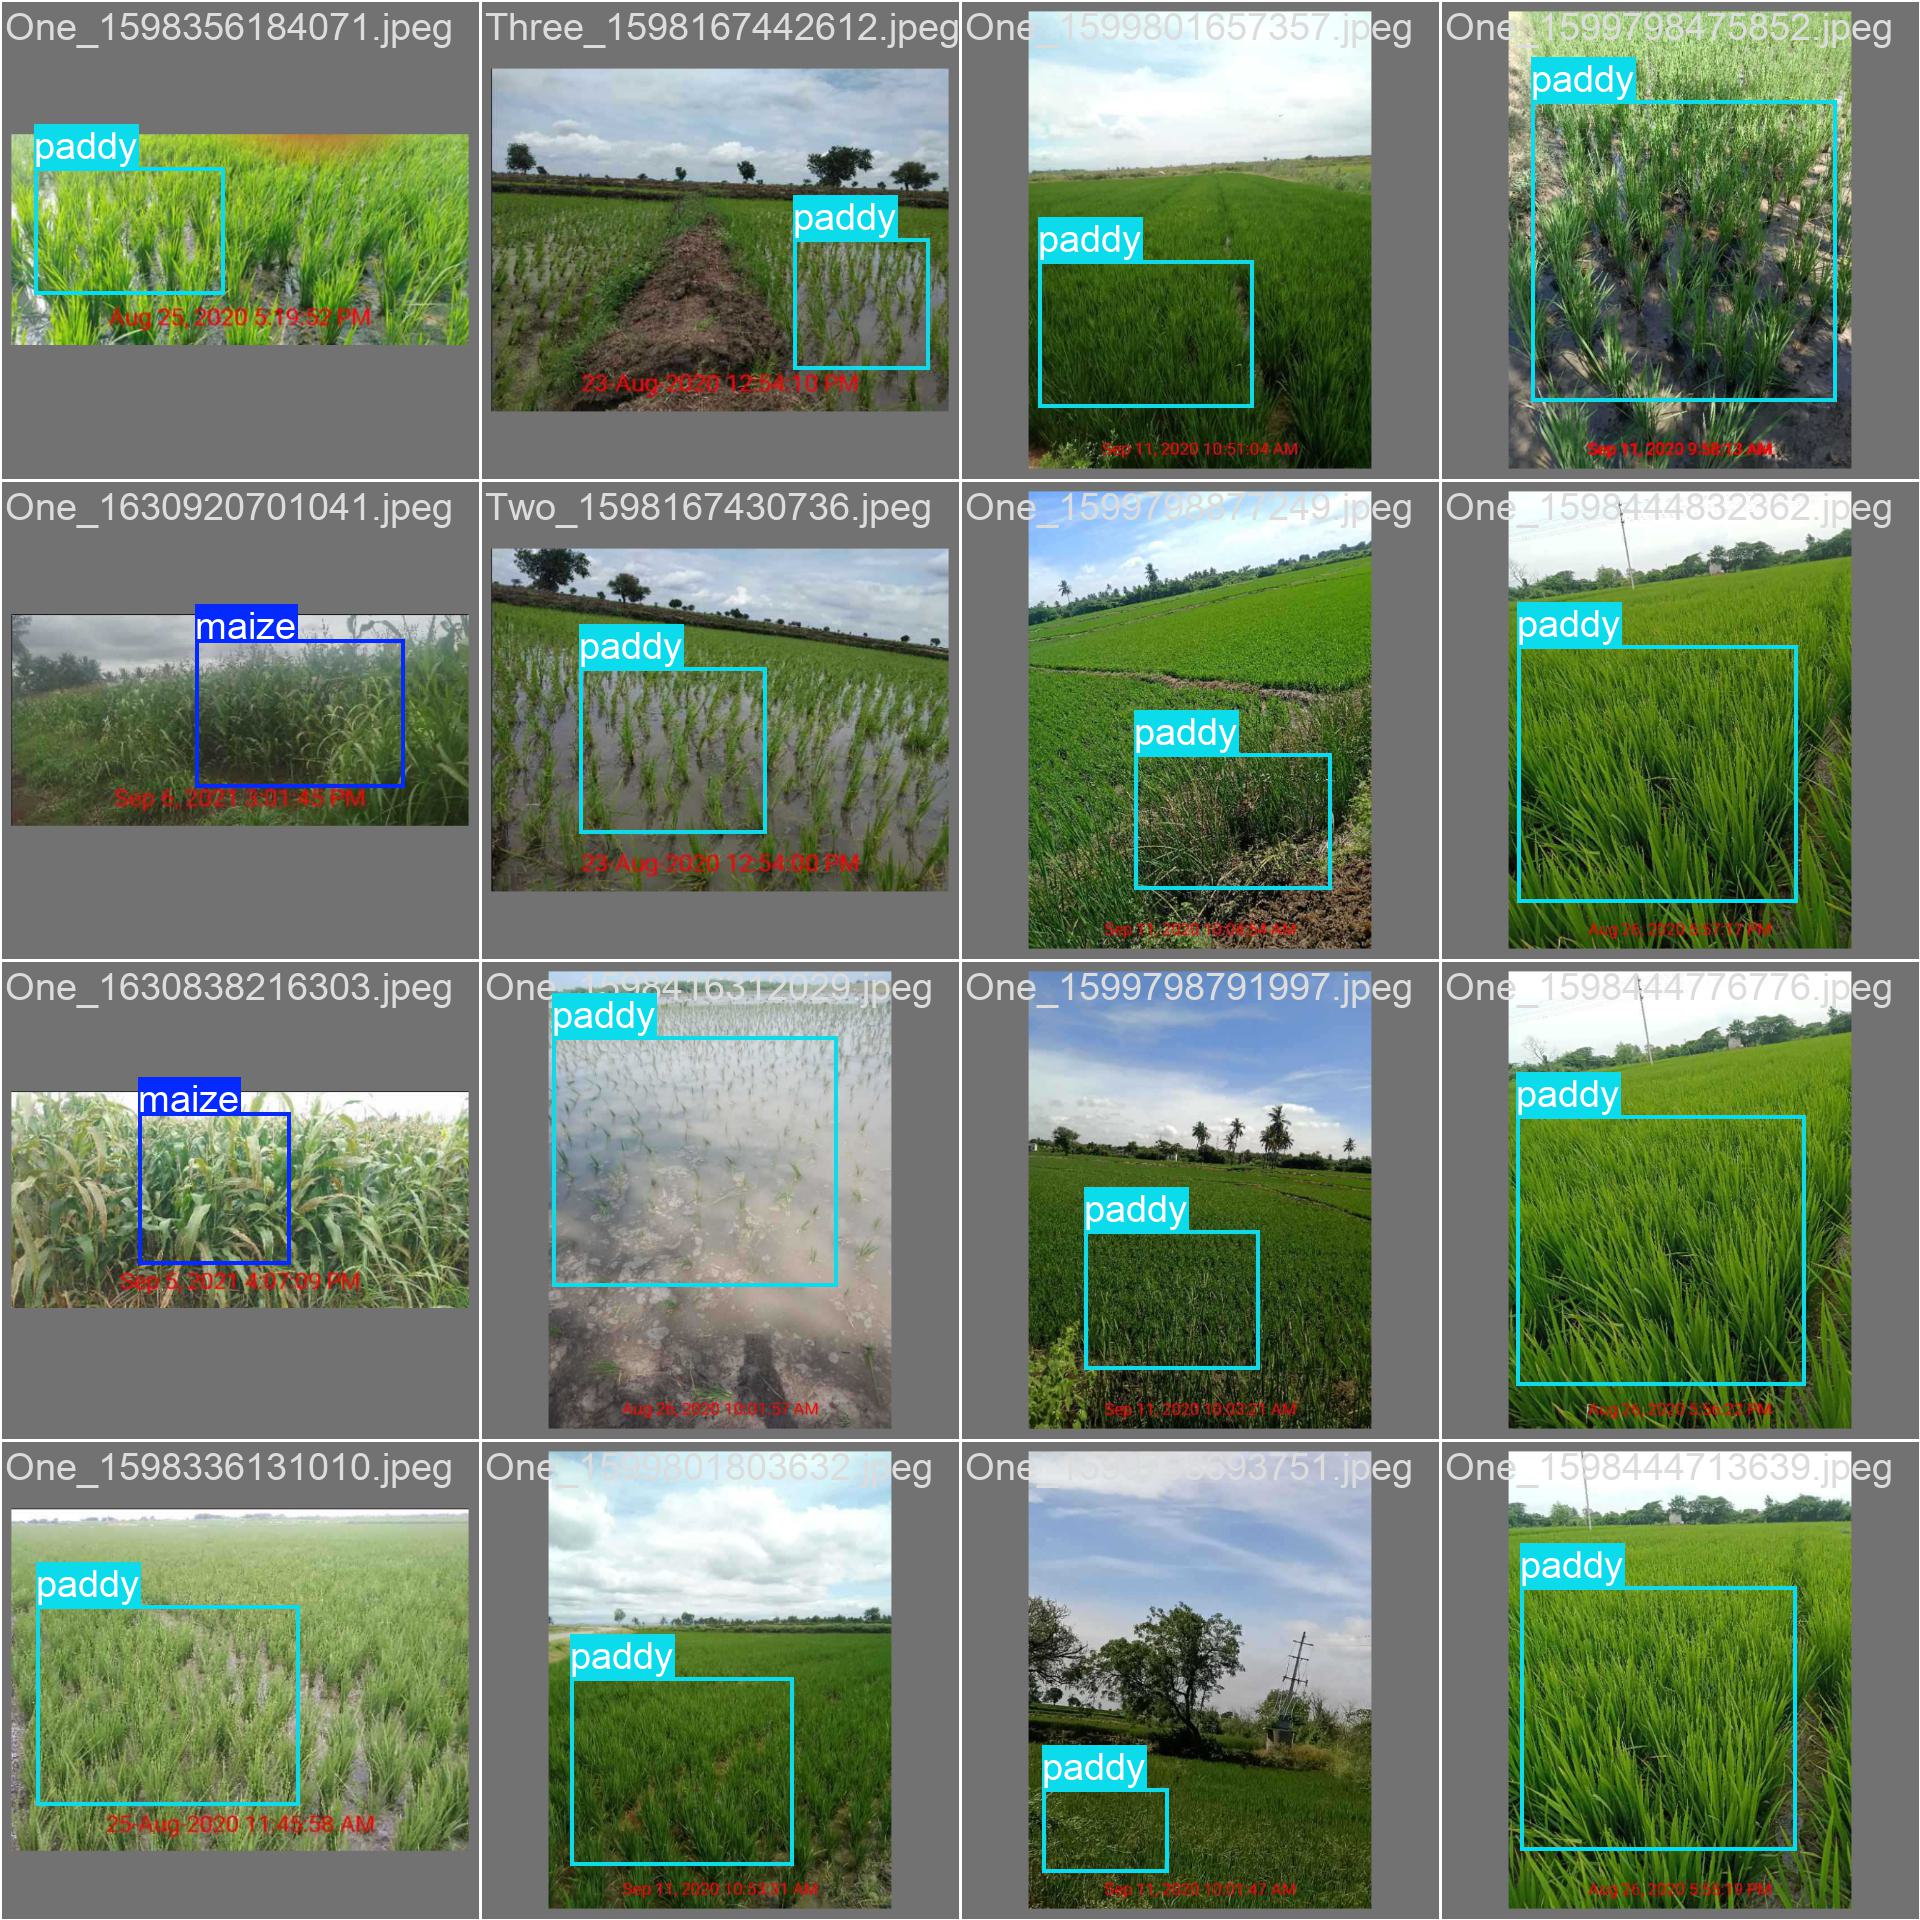 One_1598356184071.jpeg
paddy
Aug 25, 2020 5:19:52 PM
Three_1598167442612.jpeg
paddy
23-Aug-2020 12:54:10 PM
One_1599801657357.jpeg
paddy
Sep 11, 2020 10:51:04 AM
One_1599798475852.jpeg
paddy
Sep 11, 2020 9:58:13 AM
One_1630920701041.jpeg
maize
Sep 6, 2021 3:01:45 PM
Two_1598167430736.jpeg
paddy
23-Aug-2020 12:54:00 PM
One_1599798877249.jpeg
paddy
Sep 11, 2020 10:04:54 AM
One_1598444832362.jpeg
paddy
Aug 26, 2020 5:57:17 PM
One_1630838216303.jpeg
maize
Sep 5, 2021 4:07:09 PM
One_1598416312029.jpeg
paddy
Aug 26, 2020 10:01:57 AM
One_1599798791997.jpeg
paddy
Sep 11, 2020 10:03:21 AM
One_1598444776776.jpeg
paddy
Aug 26, 2020 5:56:22 PM
One_1598336131010.jpeg
paddy
25-Aug-2020 11:45:58 AM
One_1599801803632.jpeg
paddy
Sep 11, 2020 10:53:31 AM
paddy
Sep 11, 2020 10:01:47 AM
One_1598444713639.jpeg
paddy
Aug 26, 2020 5:55:19 PM